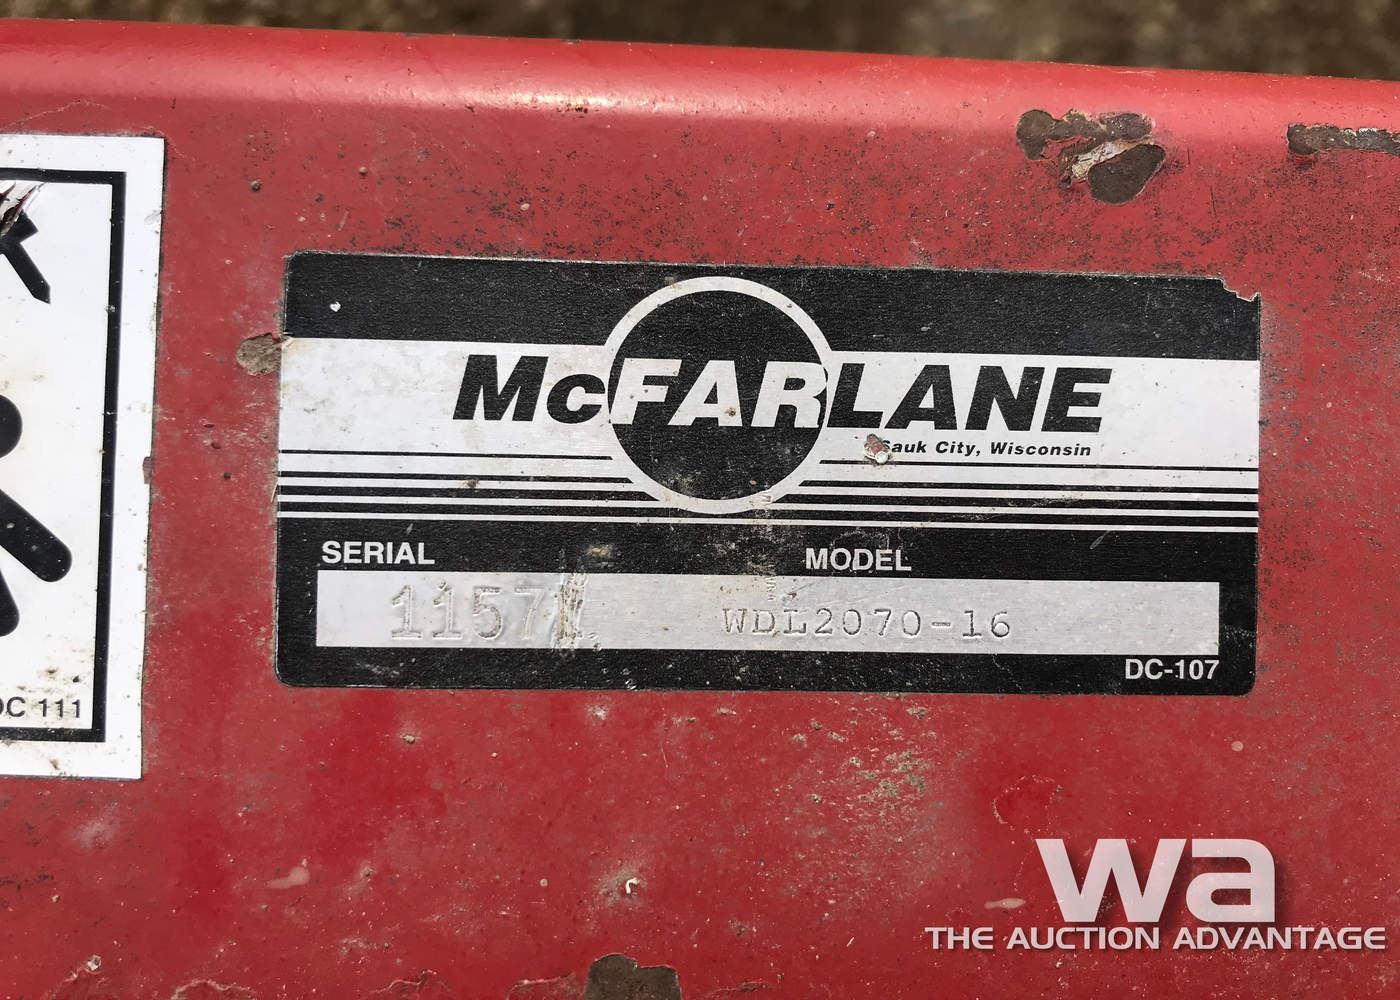 McFARLANE
Sauk City, Wisconsin
SERIAL MODEL
WDL2070-16
DC-107
DC 111
wa
THE AUCTION ADVANTAGE